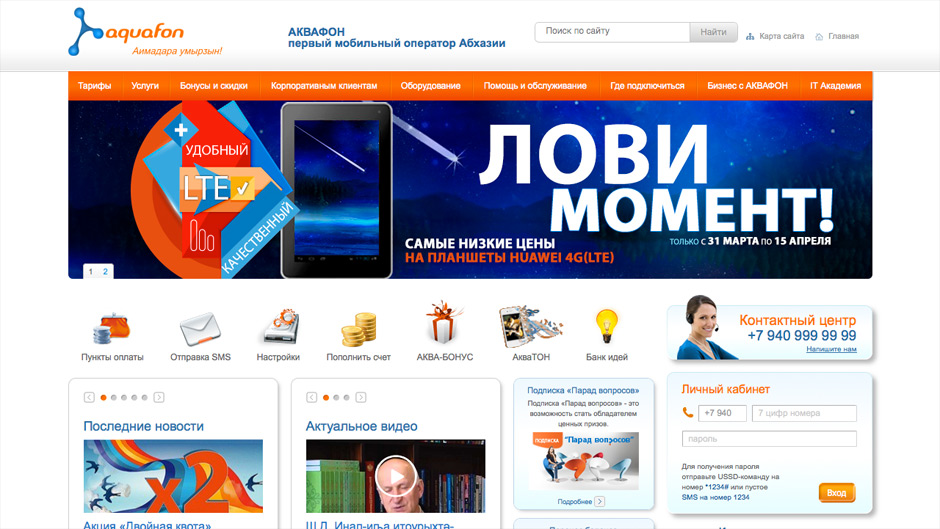 aquafon
Аимадара умырзын!
АКВАФОН
первый мобильный оператор Абхазии
Поиск по сайту
Найти
Карта сайта
Главная
Тарифы
Услуги
Бонусы и скидки
Корпоративным клиентам
Оборудование
Помощь и обслуживание
Где подключиться
Бизнес с АКВАФОН
IT Академия
+
УДОБНЫЙ
LTE
КАЧЕСТВЕННЫЙ
ЛОВИ
МОМЕНТ!
ТОЛЬКО С 31 МАРТА ПО 15 АПРЕЛЯ
САМЫЕ НИЗКИЕ ЦЕНЫ
НА ПЛАНШЕТЫ HUAWEI 4G(LTE)
1 2
Пункты оплаты
Отправка SMS
Настройки
Пополнить счет
АКВА-БОНУС
АкваТОН
Банк идей
Контактный центр
+7 940 999 99 99
Напишите нам
Последние новости
x2
Акция «Двойная квота»
Актуальное видео
Подписка «Парад вопросов»
Подписка «Парад вопросов» - это
возможность стать обладателем
ценных призов.
ПОДПИСКА
"Парад вопросов"
Подробнее
Личный кабинет
+7 940
7 цифр номера
пароль
Для получения пароля
отправьте USSD-команду на
номер *1234# или пустое
SMS на номер 1234
Вход